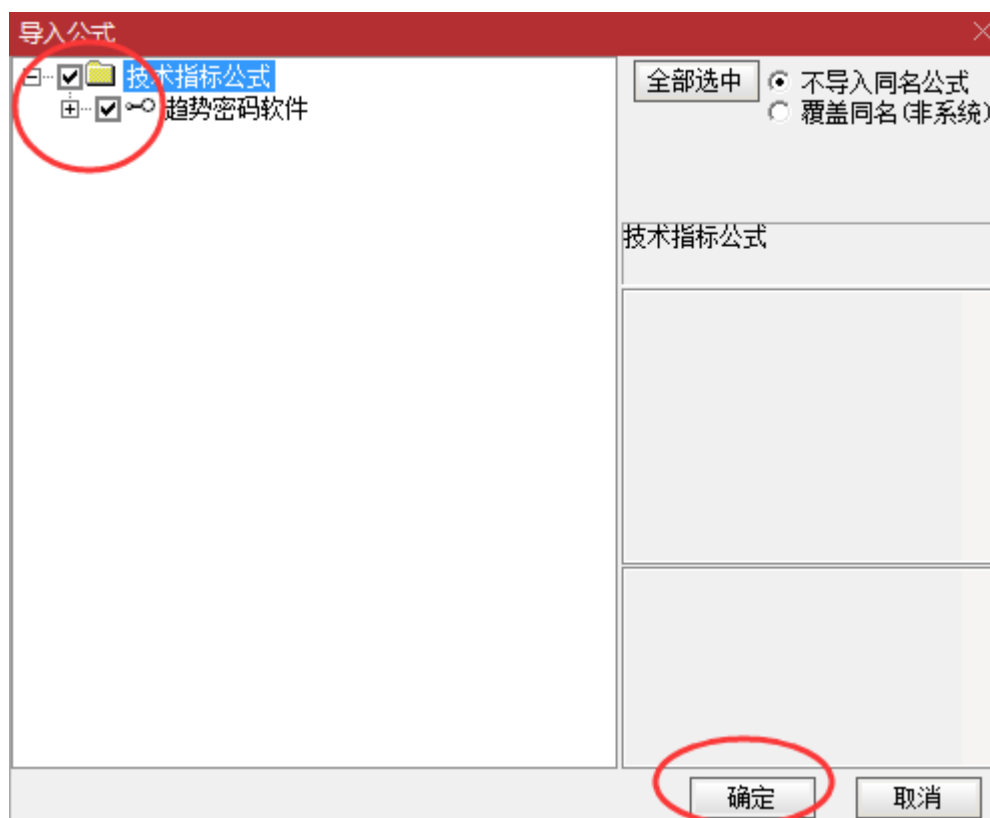 导入公式
技术指标公式
趋势密码软件
全部选中
不导入同名公式
覆盖同名(非系统)
技术指标公式
确定
取消